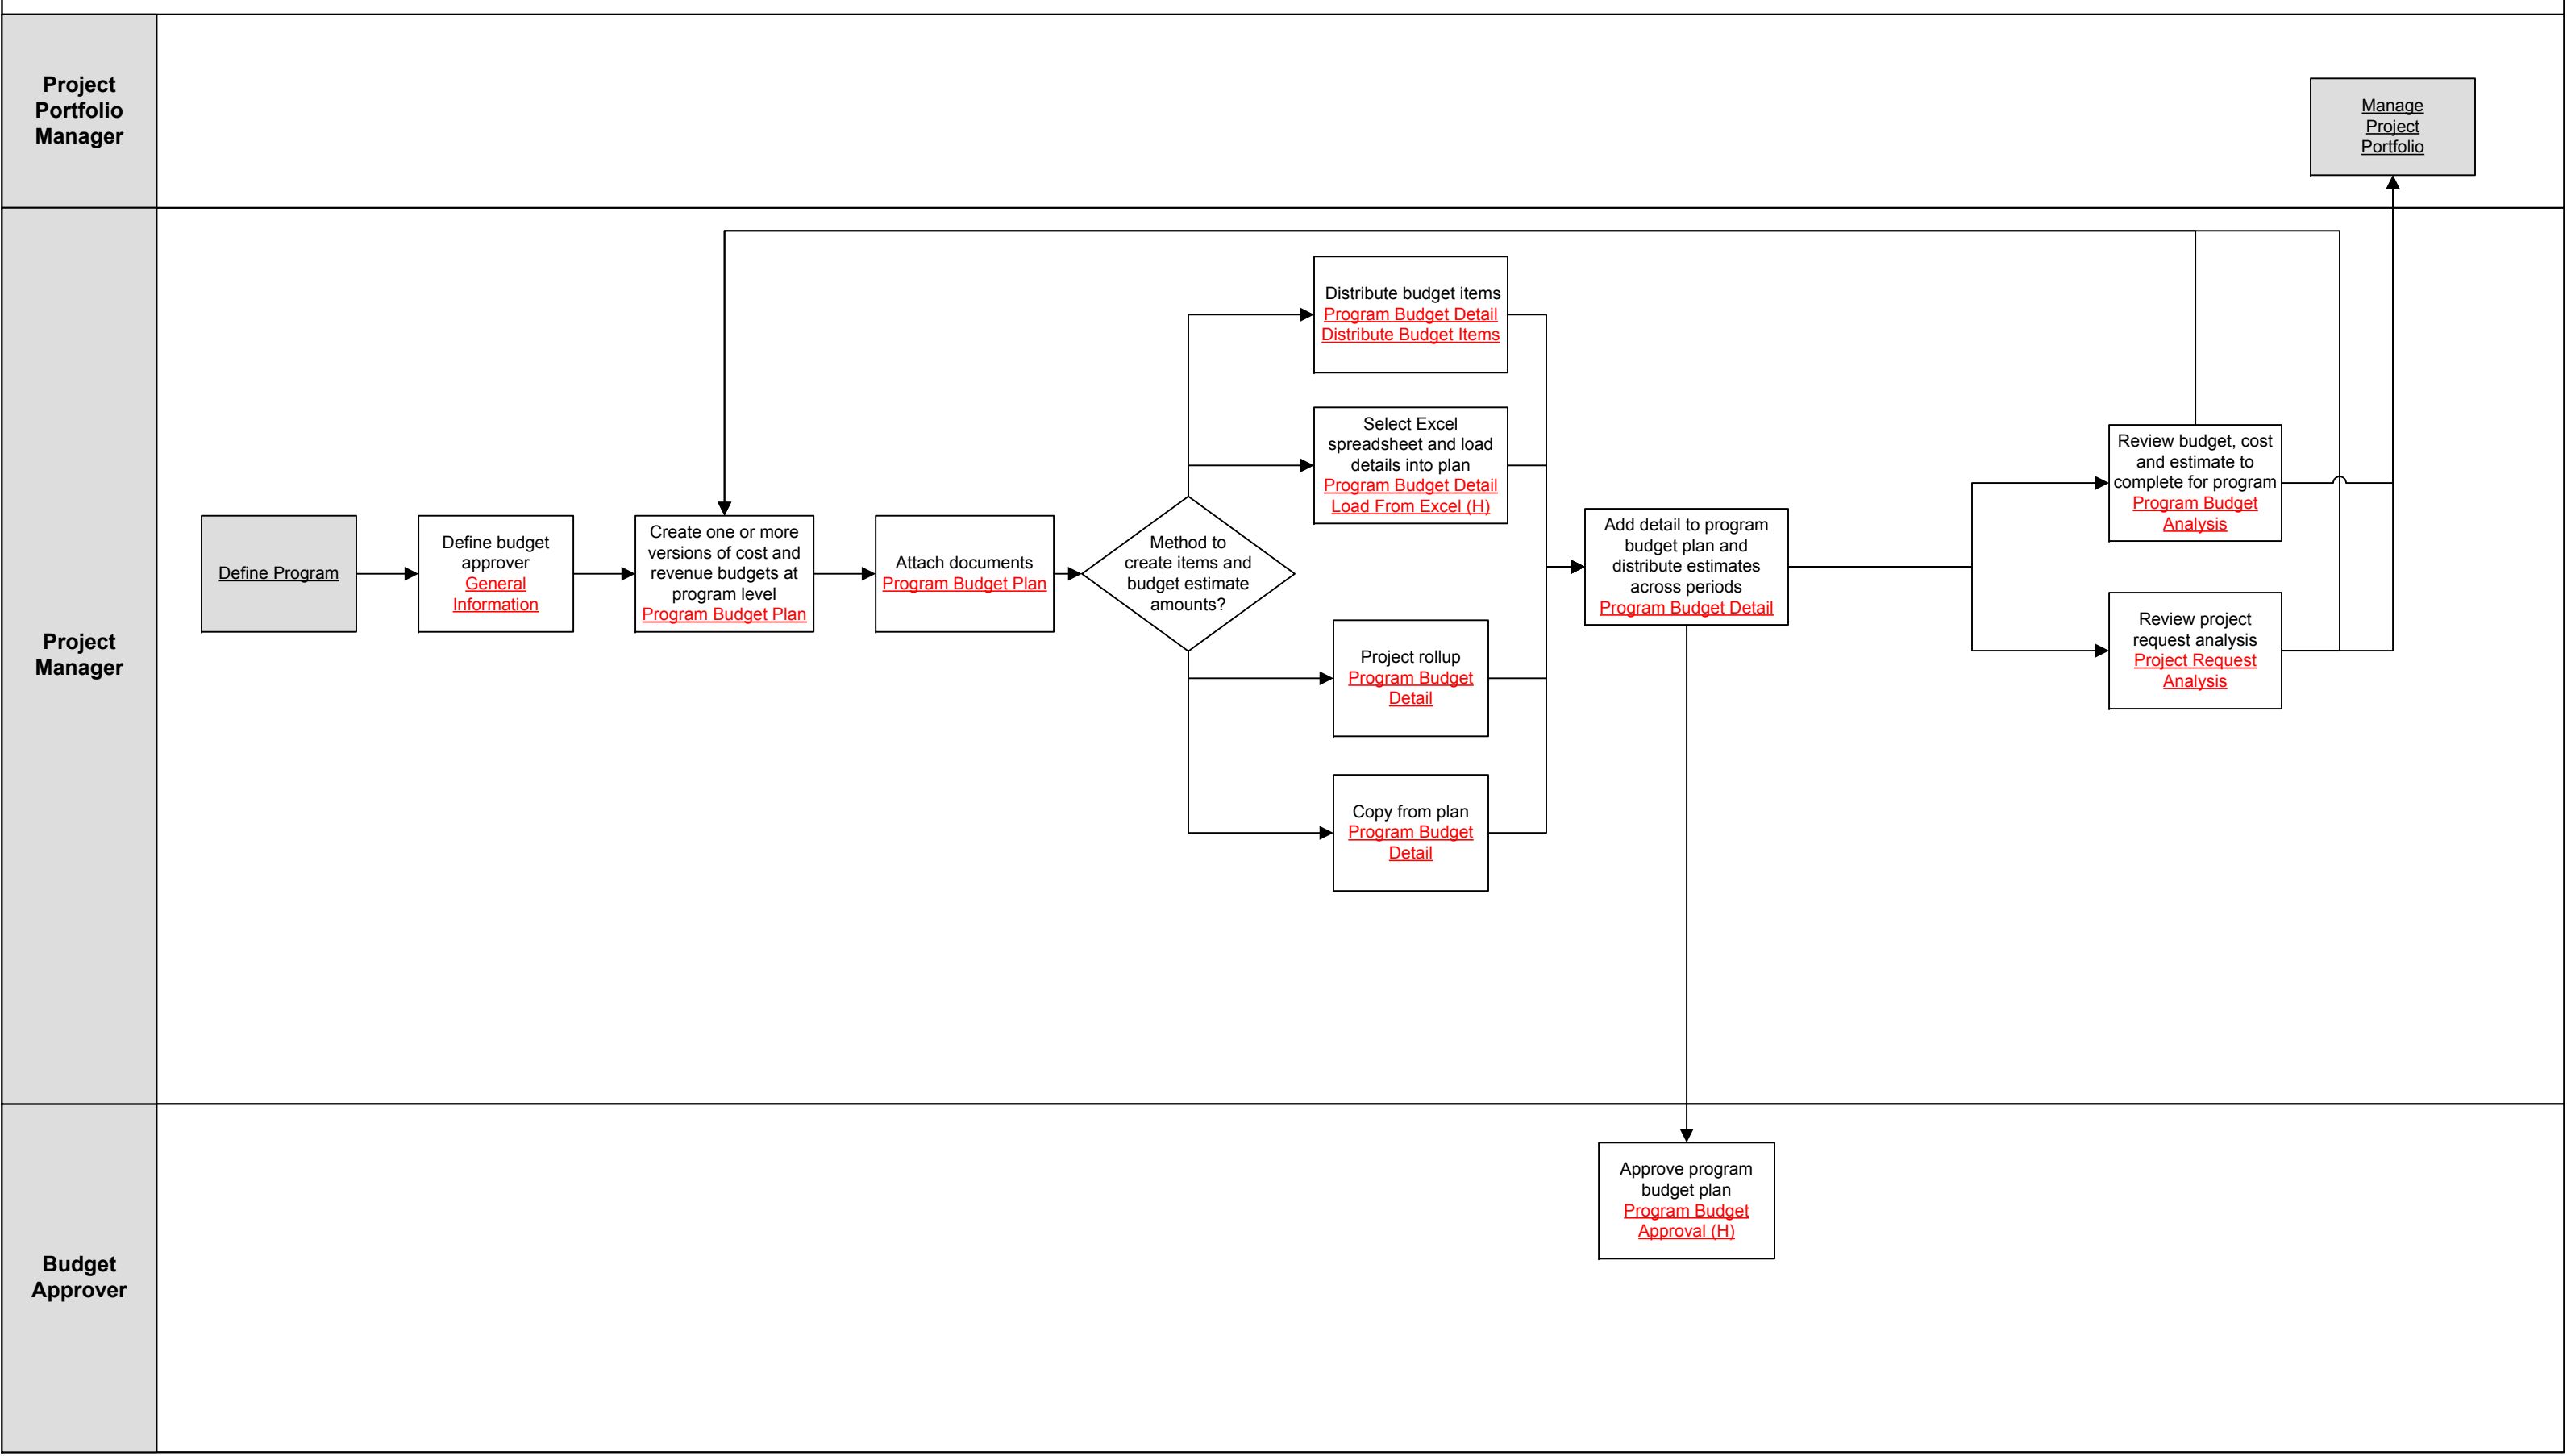 Project
Portfolio
Manager
Manage
Project
Portfolio
Project
Manager
Define Program
Define budget
approver
General
Information
Create one or more
versions of cost and
revenue budgets at
program level
Program Budget Plan
Attach documents
Program Budget Plan
Method to
create items and
budget estimate
amounts?
Distribute budget items
Program Budget Detail
Distribute Budget Items
Select Excel
spreadsheet and load
details into plan
Program Budget Detail
Load From Excel (H)
Project rollup
Program Budget
Detail
Copy from plan
Program Budget
Detail
Add detail to program
budget plan and
distribute estimates
across periods
Program Budget Detail
Review budget, cost
and estimate to
complete for program
Program Budget
Analysis
Review project
request analysis
Project Request
Analysis
Budget
Approver
Approve program
budget plan
Program Budget
Approval (H)